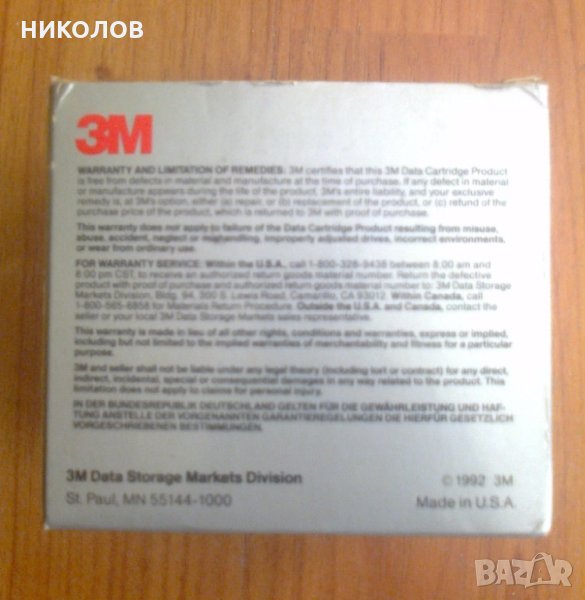 НИКОЛОВ
3M
WARRANTY AND LIMITATION OF REMEDIES: 3M certifies that this 3M Data Cartridge Product
is free from defects in material and manufacture at the time of purchase. If any defect in material
or manufacture appears during the life of the product, 3M's entire liability, and your exclusive
remedy is, at 3M's option, either (a) repair, or (b) replacement of the product, or (c) refund of the
purchase price of the product, which is returned to 3M with proof of purchase.
This warranty does not apply to failure of the Data Cartridge Product resulting from misuse,
abuse, accident, neglect or mishandling, improperly adjusted drives, incorrect environments,
or wear from ordinary use.
FOR WARRANTY SERVICE: Within the U.S.A., call 1-800-328-9438 between 8:00 am and
8:00 pm CST, to receive an authorized return goods material number. Return the defective
product with proof of purchase and authorized return goods material number to: 3M Data Storage
Markets Division, Bldg. 94, 300 S. Lewis Road, Camarillo, CA 93012. Within Canada, call
1-800-565-8858 for Materials Return Procedures. Outside the U.S.A. and Canada, contact the
seller or your local 3M Data Storage Markets sales representative.
This warranty is made in lieu of all other rights, conditions and warranties, express or implied,
including but not limited to the implied warranties of merchantability and fitness for a particular
purpose.
3M and seller shall not be liable under any legal theory (including tort or contract) for any direct,
indirect, incidental, special or consequential damages in any way related to the product. This
limitation does not apply to claims for personal injury.
IN DER BUNDESREPUBLIK DEUTSCHLAND GELTEN FÜR DIE GEWÄHRLEISTUNG UND HAF-
TUNG ANSTELLE DER VORGENANNTEN GARANTIEREGELUNGEN DIE HIERFÜR GESETZLICH
VORGESCHRIEBENEN BESTIMMUNGEN.
3M Data Storage Markets Division
St. Paul, MN 55144-1000
© 1992 3M
Made in U.S.A
БАЗАР.bg